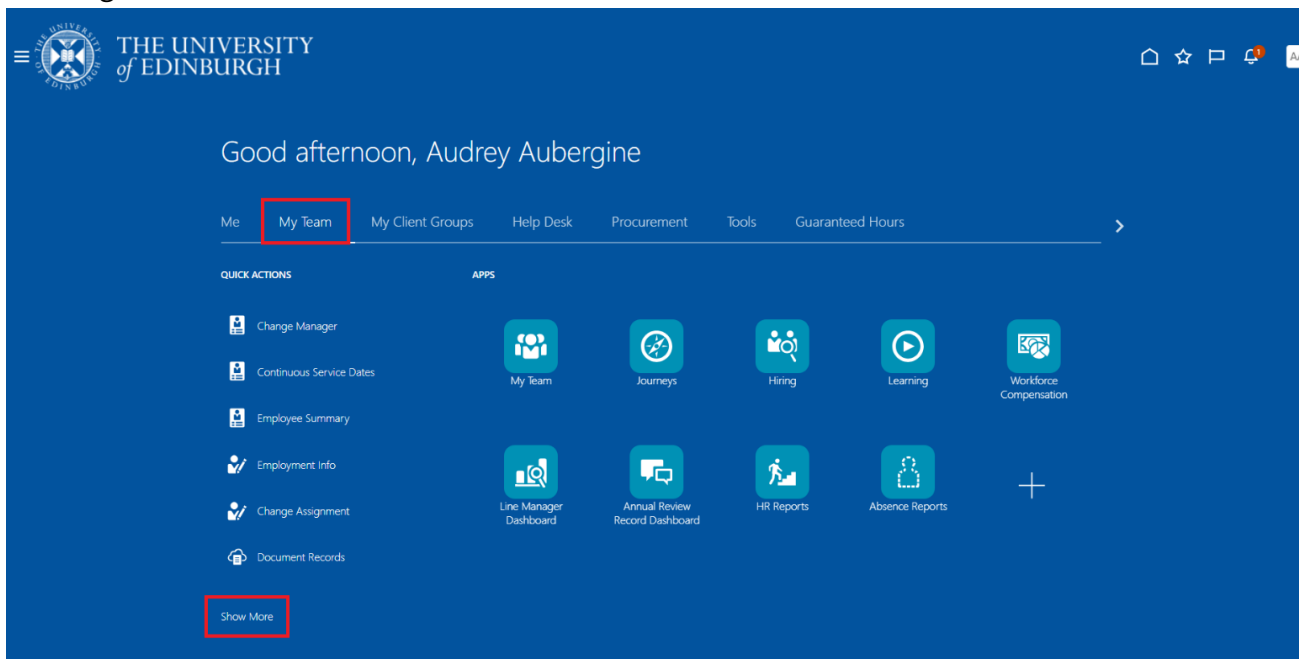 THE UNIVERSITY
of EDINBURGH
Good afternoon, Audrey Aubergine
Me My Team My Client Groups Help Desk Procurement Tools Guaranteed Hours
QUICK ACTIONS
Change Manager
Continuous Service Dates
Employee Summary
Employment Info
Change Assignment
Document Records
Show More
APPS
My Team
Journeys
Hiring
Learning
Workforce
Compensation
Line Manager
Dashboard
Annual Review
Record Dashboard
HR Reports
Absence Reports